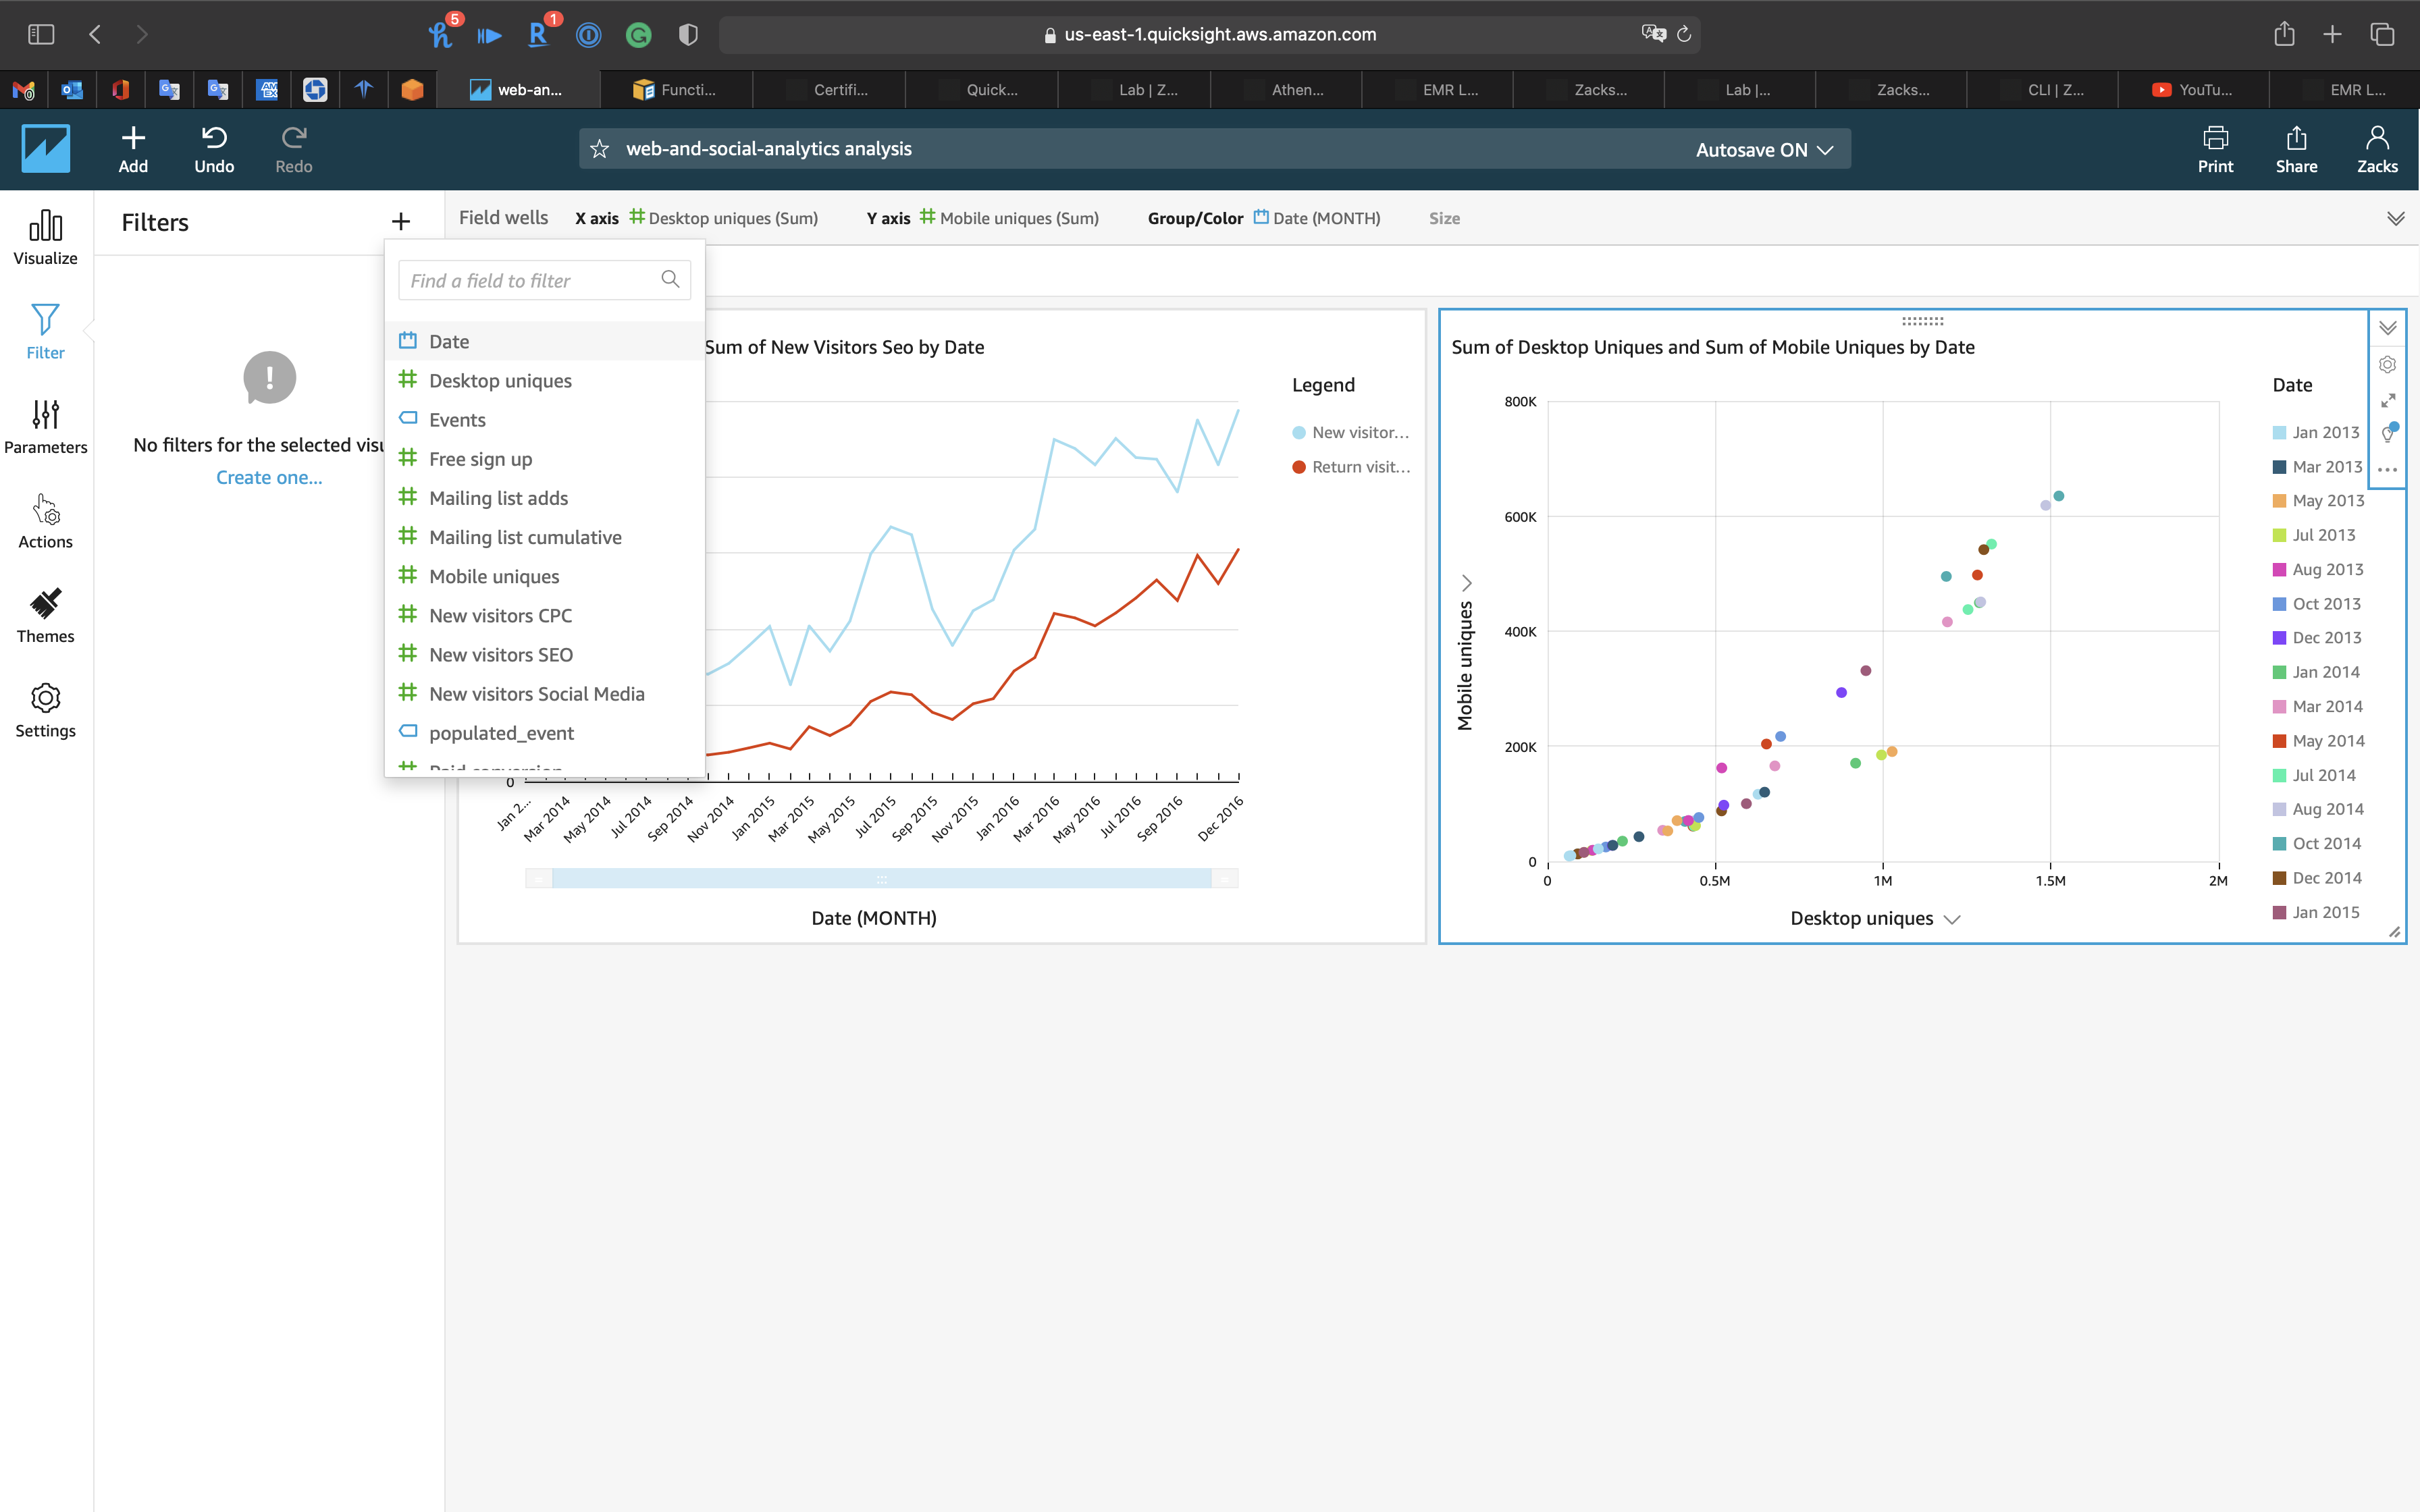 5
1
us-east-1.quicksight.aws.amazon.com
web-an...
Functi...
Certifi...
Quick...
Lab | Z...
Athen...
EMR L...
Zacks...
Lab |...
Zacks...
CLI | Z...
YouTu...
EMR L...
Add
Undo
Redo
web-and-social-analytics analysis
Autosave ON
Print
Share
Zacks
Visualize
Filter
Parameters
Actions
Themes
Settings
Filters
No filters for the selected visu
Create one...
Field wells X axis Desktop uniques (Sum) Y axis Mobile uniques (Sum) Group/Color Date (MONTH) Size
Find a field to filter
Date
Desktop uniques
Events
Free sign up
Mailing list adds
Mailing list cumulative
Mobile uniques
New visitors CPC
New visitors SEO
New visitors Social Media
populated_event
Paid conversion
Sum of New Visitors Seo by Date
Legend
New visitor...
Return visit...
0
Jan 2...
Mar 2014
May 2014
Jul 2014
Sep 2014
Nov 2014
Jan 2015
Mar 2015
May 2015
Jul 2015
Sep 2015
Nov 2015
Jan 2016
Mar 2016
May 2016
Jul 2016
Sep 2016
Dec 2016
Date (MONTH)
Sum of Desktop Uniques and Sum of Mobile Uniques by Date
Mobile uniques
800K
600K
400K
200K
0
0
0.5M
1M
1.5M
2M
Desktop uniques
Date
Jan 2013
Mar 2013
May 2013
Jul 2013
Aug 2013
Oct 2013
Dec 2013
Jan 2014
Mar 2014
May 2014
Jul 2014
Aug 2014
Oct 2014
Dec 2014
Jan 2015